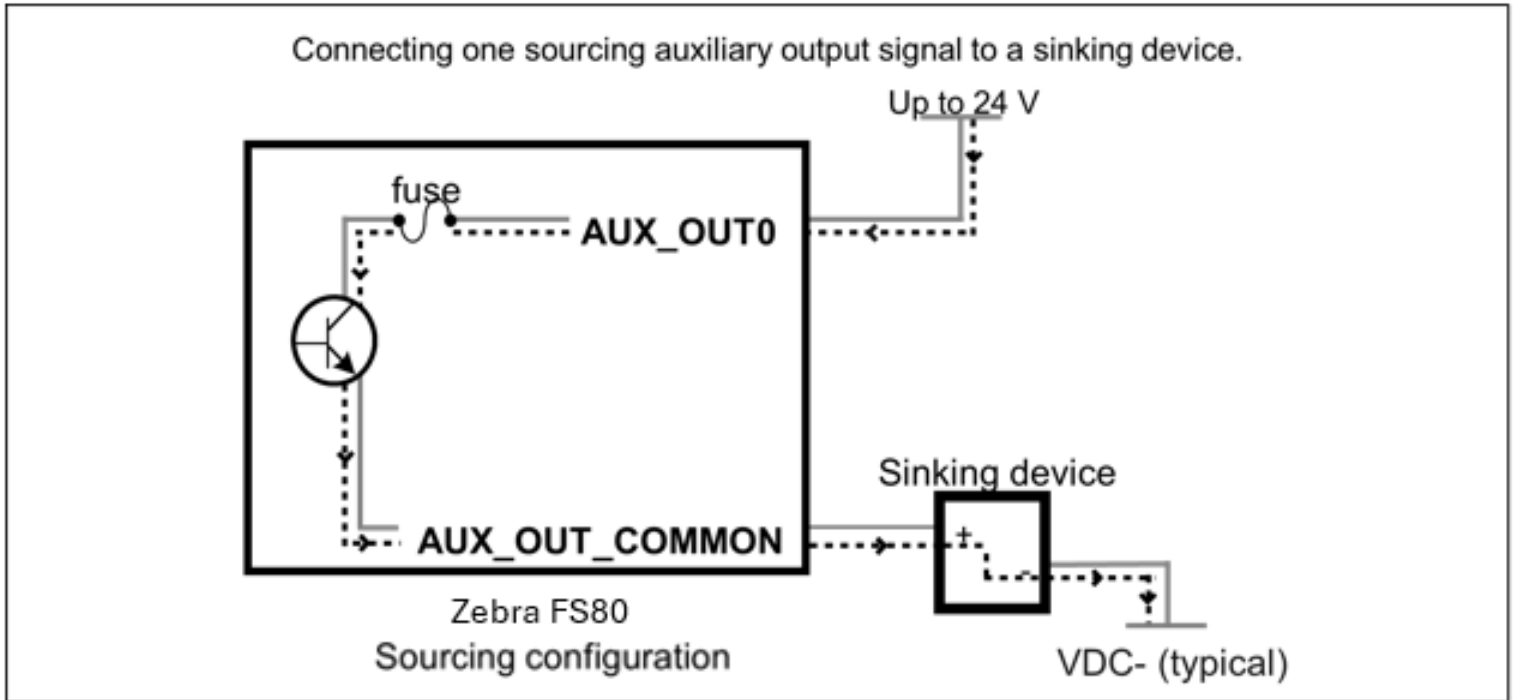 Connecting one sourcing auxiliary output signal to a sinking device.
Up to 24 V
fuse
AUX_OUT0
Sinking device
+
-
AUX_OUT_COMMON
Zebra FS80
Sourcing configuration
VDC- (typical)